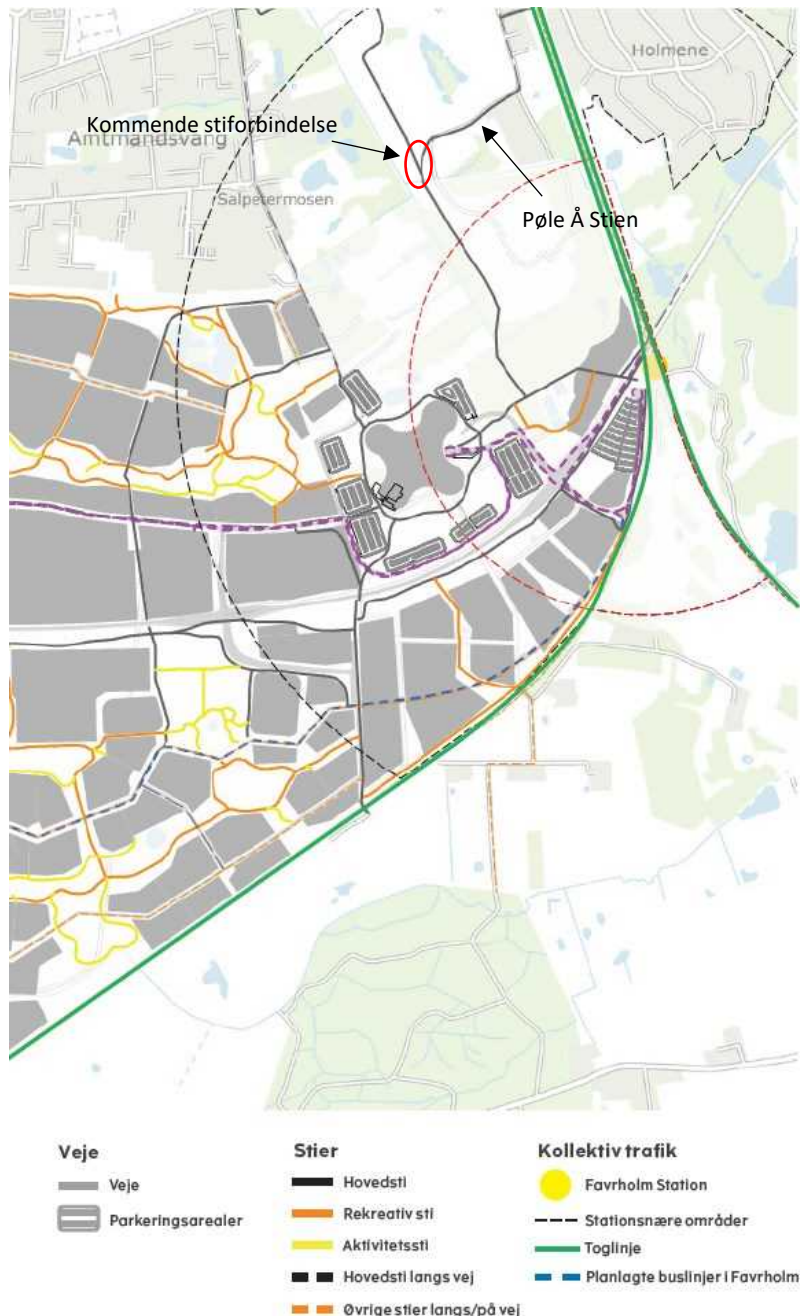 Holmene
Kommende stiforbindelse
Amtmandsvang
Salpetermosen
Pøle Å Stien
Veje
Veje
Parkeringsarealer
Stier
Hovedsti
Rekreativ sti
Aktivitetssti
Hovedsti langs vej
Øvrige stier langs/på vej
Kollektiv trafik
Favrholm Station
Stationsnære områder
Toglinje
Planlagte buslinjer i Favrholm